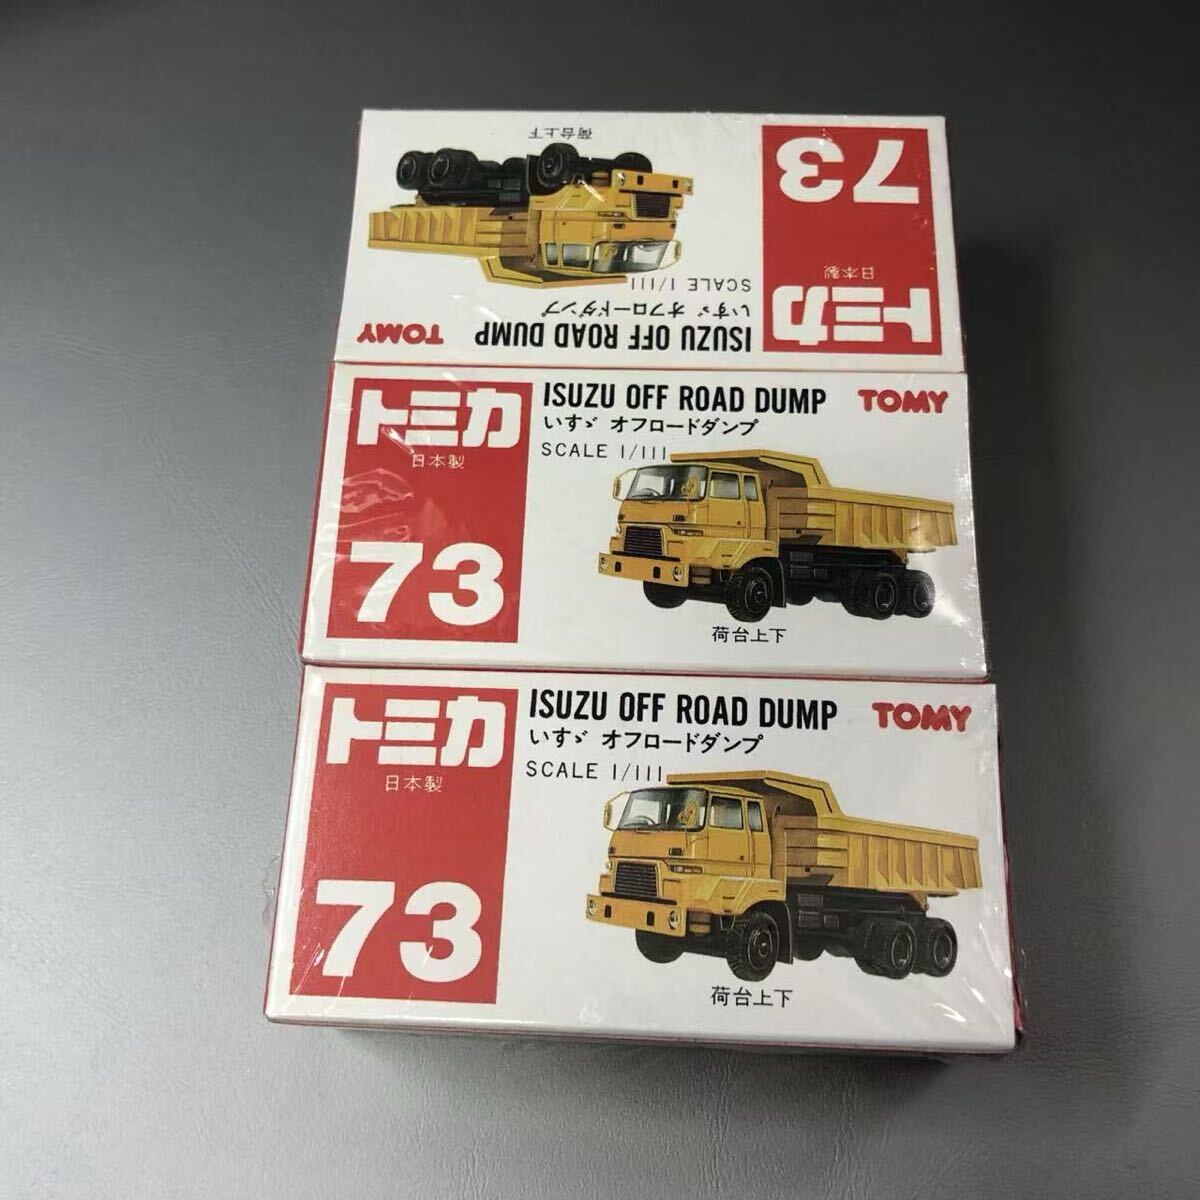 トミカ
日本製
73
ISUZU OFF ROAD DUMP
いすゞ オフロードダンプ
SCALE 1/111
荷台上下
TOMY
トミカ
日本製
73
ISUZU OFF ROAD DUMP
いすゞ オフロードダンプ
SCALE 1/111
荷台上下
TOMY
トミカ
日本製
73
ISUZU OFF ROAD DUMP
いすゞ オフロードダンプ
SCALE 1/111
荷台上下
TOMY